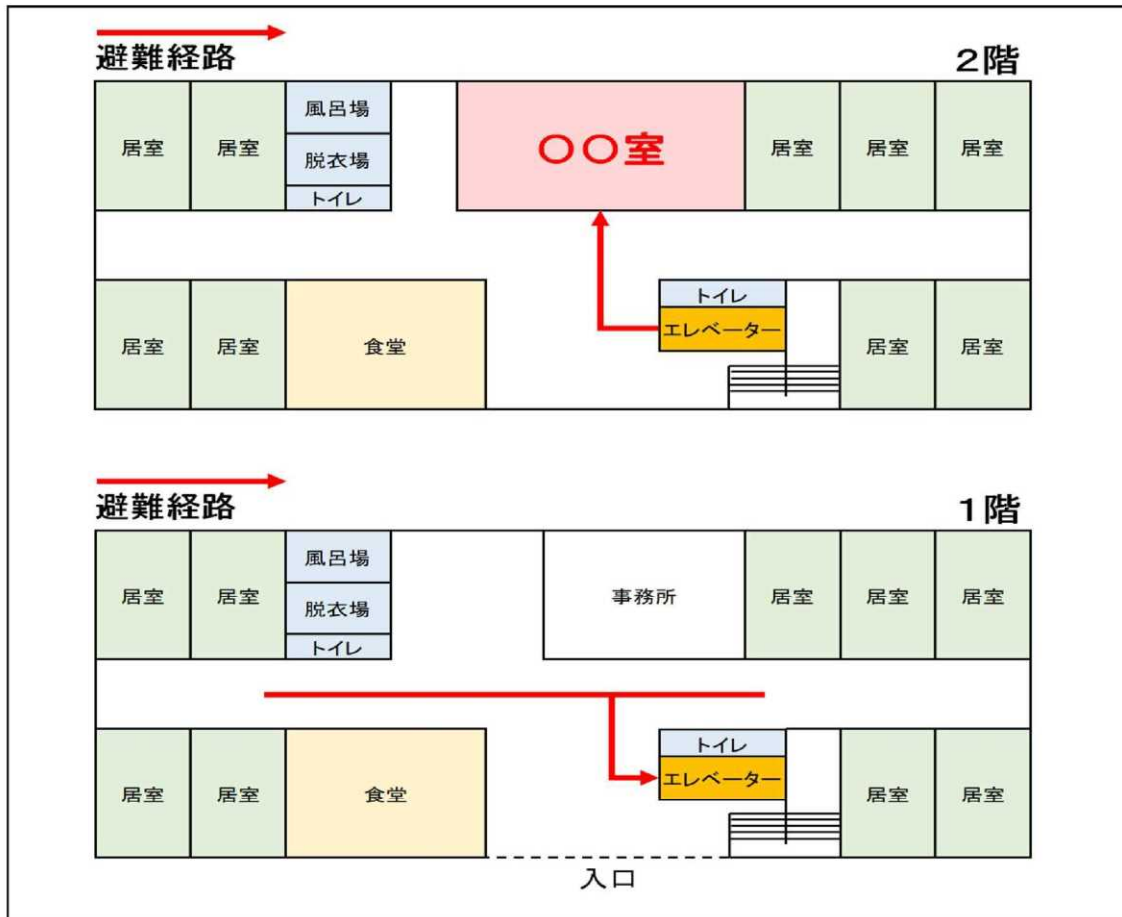 避難経路
2階
居室 居室 風呂場 〇〇室 居室 居室 居室
脱衣場
トイレ
居室 居室 食堂 トイレ 居室 居室
エレベーター
避難経路
1階
居室 居室 風呂場 事務所 居室 居室 居室
脱衣場
トイレ
居室 居室 食堂 トイレ 居室 居室
エレベーター
入口